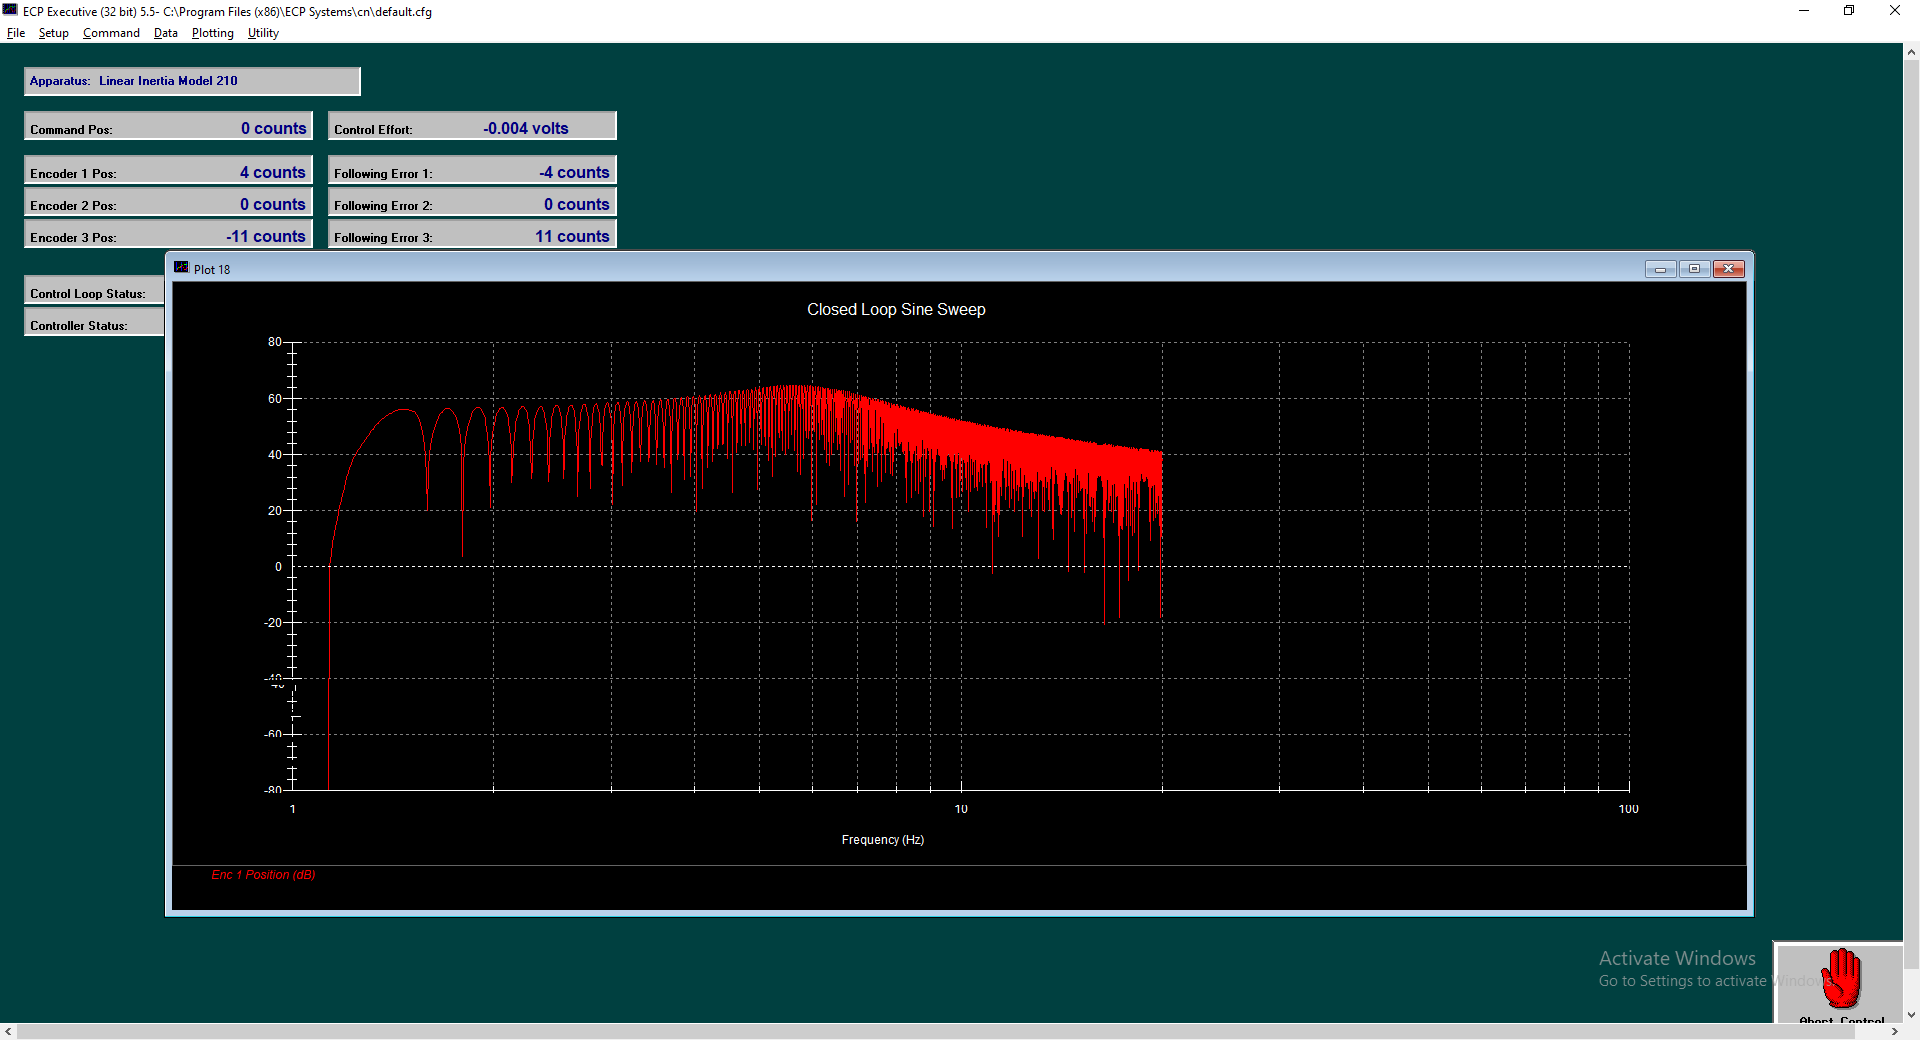 ECP Executive (32 bit) 5.5- C:\Program Files (x86)\ECP Systems\cn\default.cfg
File Setup Command Data Plotting Utility
Apparatus: Linear Inertia Model 210
Command Pos: 0 counts Control Effort: -0.004 volts
Encoder 1 Pos: 4 counts Following Error 1: -4 counts
Encoder 2 Pos: 0 counts Following Error 2: 0 counts
Encoder 3 Pos: -11 counts Following Error 3: 11 counts
Control Loop Status:
Controller Status:
Plot 18
Closed Loop Sine Sweep
80
60
40
20
0
-20
-40
-60
-80
1 10 100
Frequency (Hz)
Enc 1 Position (dB)
Activate Windows
Go to Settings to activate Windows.
Abort Control